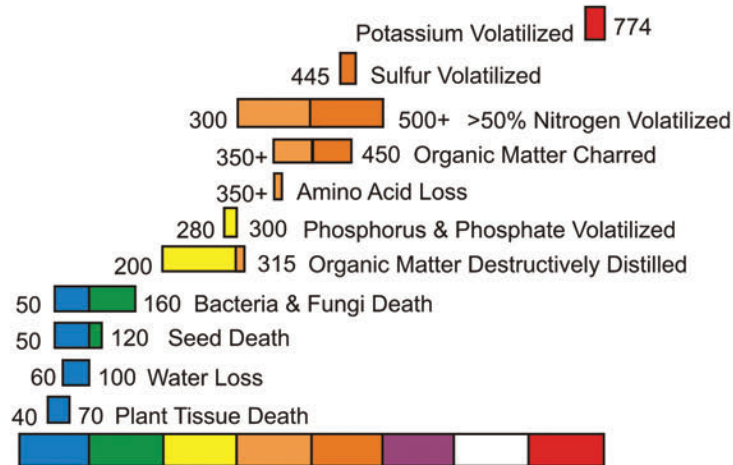 Potassium Volatilized 774
445 Sulfur Volatilized
300 500+ >50% Nitrogen Volatilized
350+ 450 Organic Matter Charred
350+ Amino Acid Loss
280 300 Phosphorus & Phosphate Volatilized
200 315 Organic Matter Destructively Distilled
50 160 Bacteria & Fungi Death
50 120 Seed Death
60 100 Water Loss
40 70 Plant Tissue Death